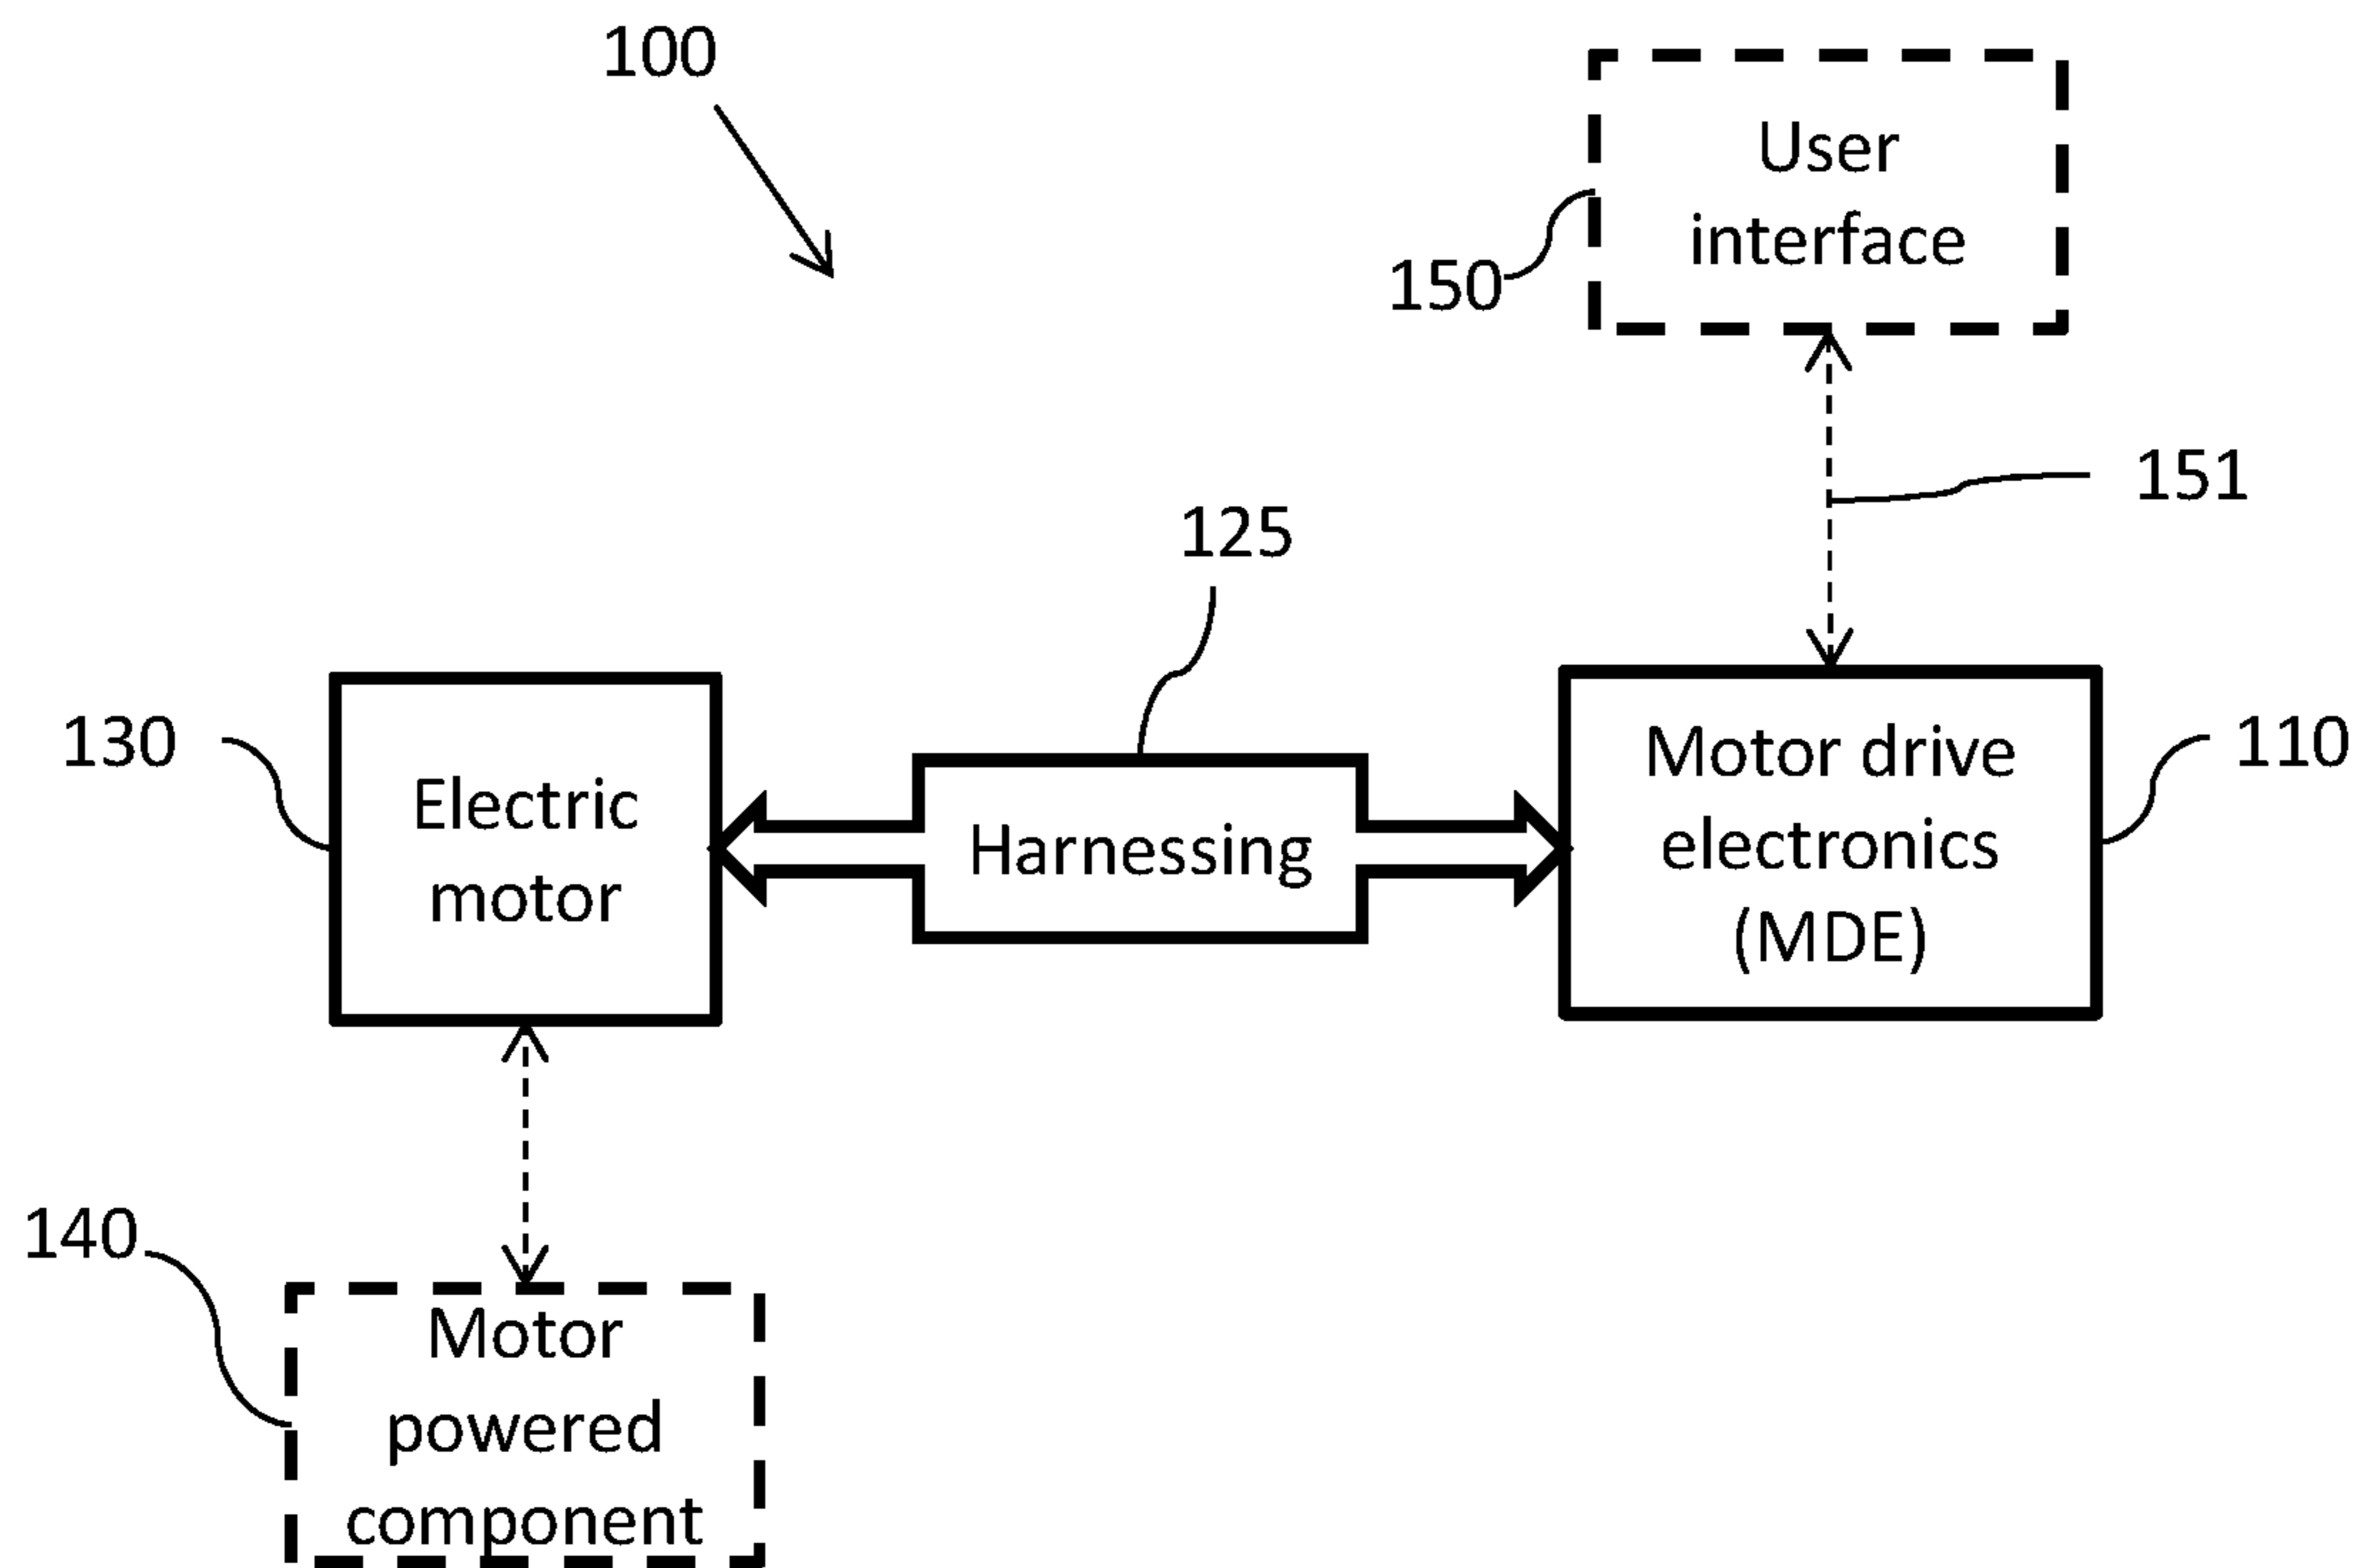 100
User
interface
150
151
125
130
Electric
motor
Harnessing
Motor drive
electronics
(MDE)
110
140
Motor
powered
component